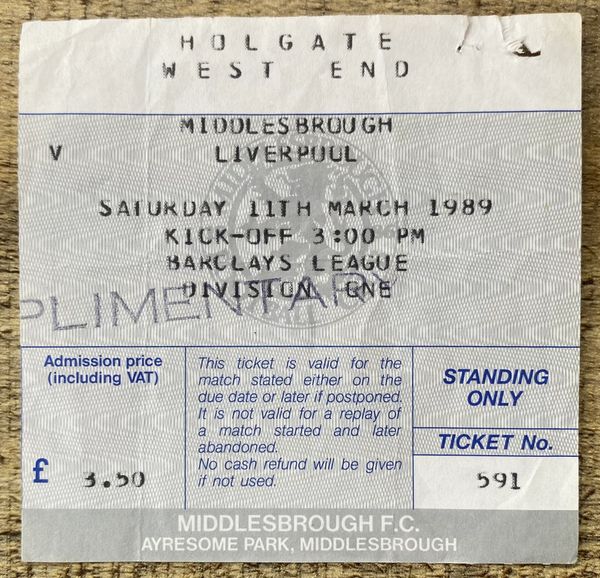 HOLGATE
WEST END
MIDDLESBROUGH
V LIVERPOOL
SATURDAY 11TH MARCH 1989
KICK-OFF 3:00 PM
BARCLAYS LEAGUE
DIVISION ONE
PLIMENTARY
Admission price
(including VAT)
£ 3.50
This ticket is valid for the
match stated either on the
due date or later if postponed.
It is not valid for a replay of
a match started and later
abandoned.
No cash refund will be given
if not used.
STANDING
ONLY
TICKET No.
591
MIDDLESBROUGH F.C.
AYRESOME PARK, MIDDLESBROUGH